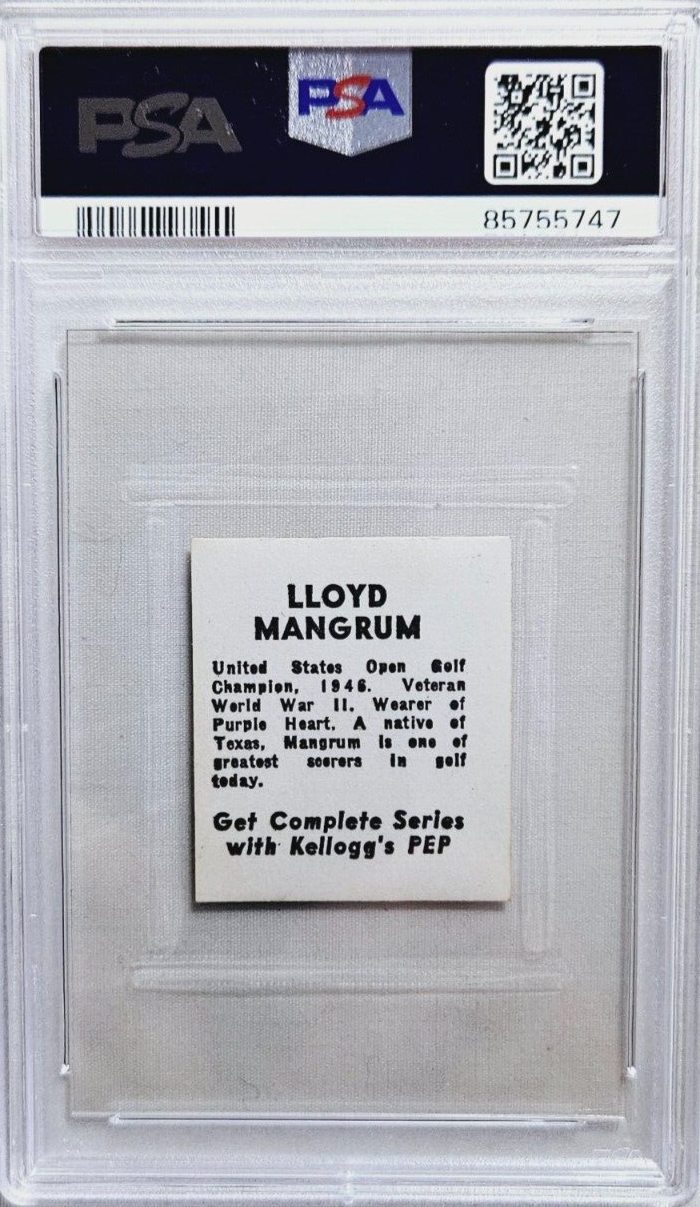 PSA
PSA
85755747
LLOYD
MANGRUM
United States Open Golf
Champion, 1946. Veteran
World War II. Wearer of
Purple Heart. A native of
Texas, Mangrum is one of
greatest scorers in golf
today.
Get Complete Series
with Kellogg's PEP